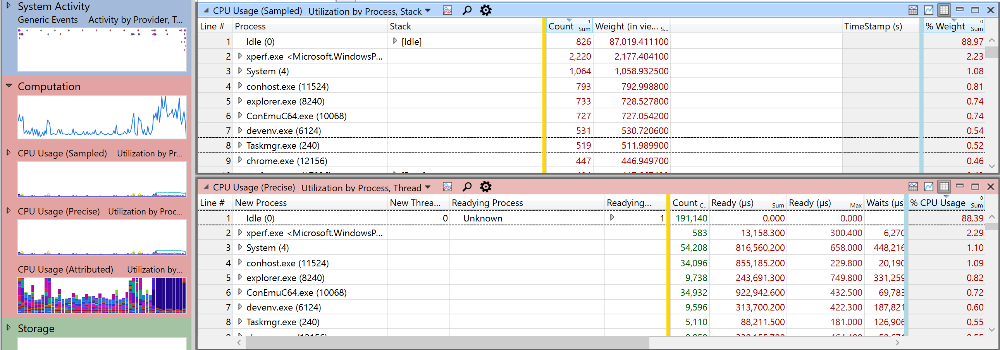 System Activity
Generic Events Activity by Provider, T...
Computation
CPU Usage (Sampled) Utilization by Pr...
CPU Usage (Precise) Utilization by Proc...
CPU Usage (Attributed) Utilization by...
Storage
CPU Usage (Sampled) Utilization by Process, Stack
Line # Process Stack Count 1 Sum Weight (in vie... S... TimeStamp (s) % Weight 0 Sum
1 Idle (0) [Idle] 826 87,019.411100 88.97
2 xperf.exe <Microsoft.WindowsP... 2,220 2,177.404100 2.23
3 System (4) 1,064 1,058.932500 1.08
4 conhost.exe (11524) 793 792.998800 0.81
5 explorer.exe (8240) 733 728.527800 0.74
6 ConEmuC64.exe (10068) 727 727.054200 0.74
7 devenv.exe (6124) 531 530.720600 0.54
8 Taskmgr.exe (240) 519 511.989900 0.52
9 chrome.exe (12156) 447 446.949700 0.46
CPU Usage (Precise) Utilization by Process, Thread
Line # New Process New Threa... Readying Process Readying... Count C.. Ready (µs) Sum Ready (µs) Max Waits (µs % CPU Usage 0 Sum
1 Idle (0) 0 Unknown -1 191,140 0.000 0.000 88.39
2 xperf.exe <Microsoft.WindowsP... 583 13,158.300 300.400 6,270 2.29
3 System (4) 54,208 816,560.200 658.000 448,216 1.10
4 conhost.exe (11524) 34,096 855,185.200 229.800 20,190 1.09
5 explorer.exe (8240) 9,738 243,691.300 749.800 331,259 0.82
6 ConEmuC64.exe (10068) 34,932 922,942.600 432.500 69,783 0.72
7 devenv.exe (6124) 9,596 313,700.200 422.300 187,821 0.60
8 Taskmgr.exe (240) 5,110 88,211.500 181.000 126,906 0.55